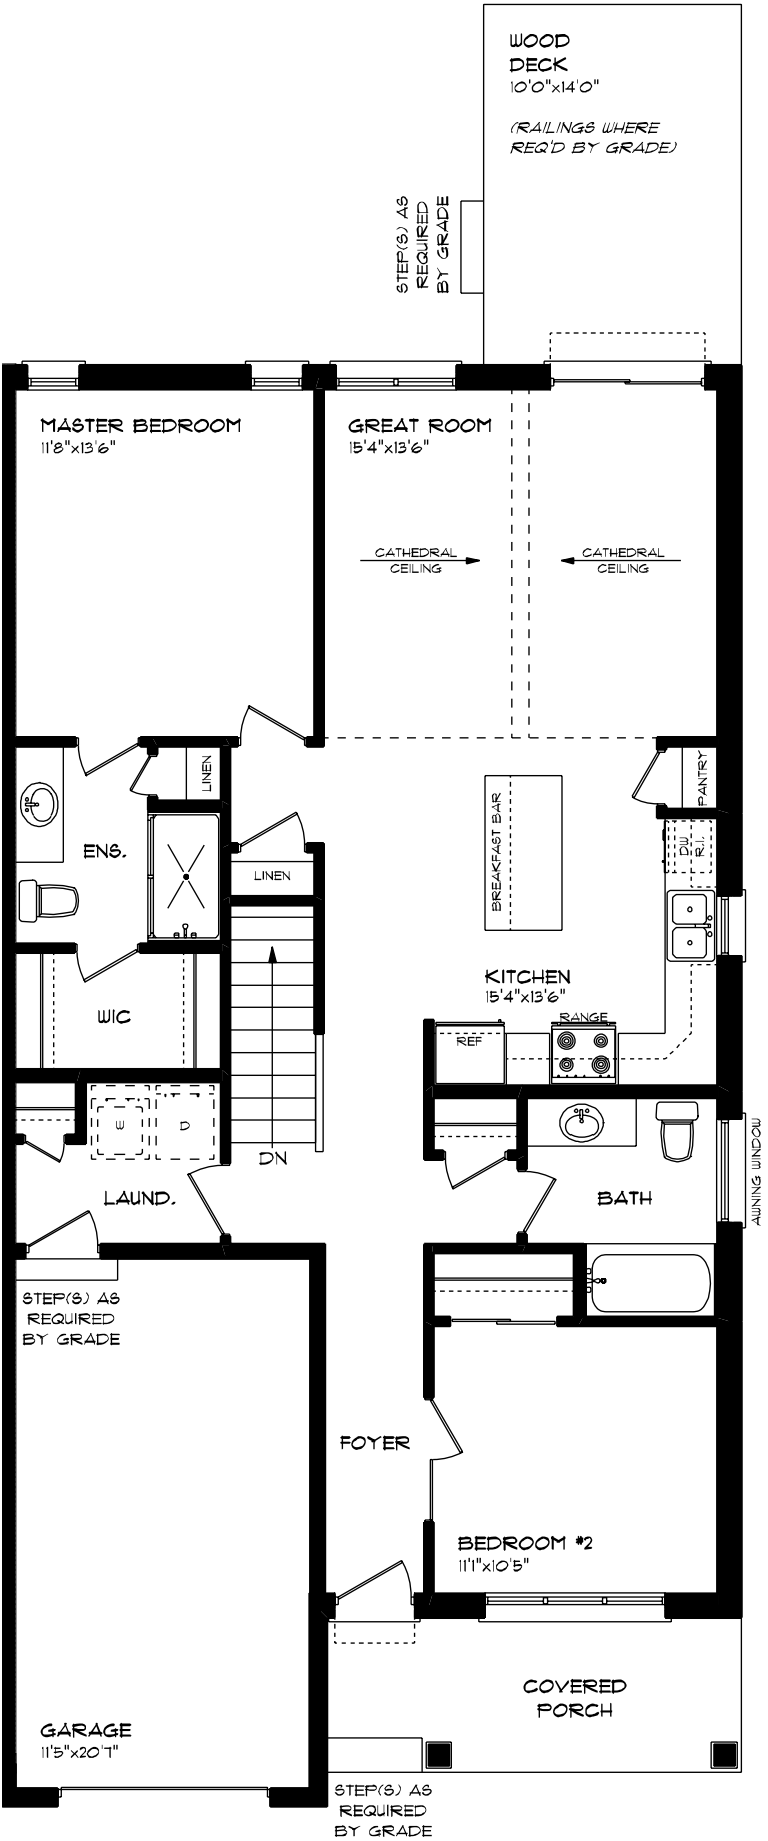 WOOD
DECK
10'0"x14'0"
(RAILINGS WHERE
REQ'D BY GRADE)
STEP(S) AS
REQUIRED
BY GRADE
MASTER BEDROOM
11'8"x13'6"
GREAT ROOM
15'4"x13'6"
CATHEDRAL
CEILING
CATHEDRAL
CEILING
LINEN
PANTRY
BREAKFAST BAR
ENS.
DW
R.I.
LINEN
KITCHEN
15'4"x13'6"
WIC
RANGE
REF
W
D
DN
AWNING WINDOW
LAUND.
BATH
STEP(S) AS
REQUIRED
BY GRADE
FOYER
BEDROOM #2
11'1"x10'5"
COVERED
PORCH
GARAGE
11'5"x20'7"
STEP(S) AS
REQUIRED
BY GRADE